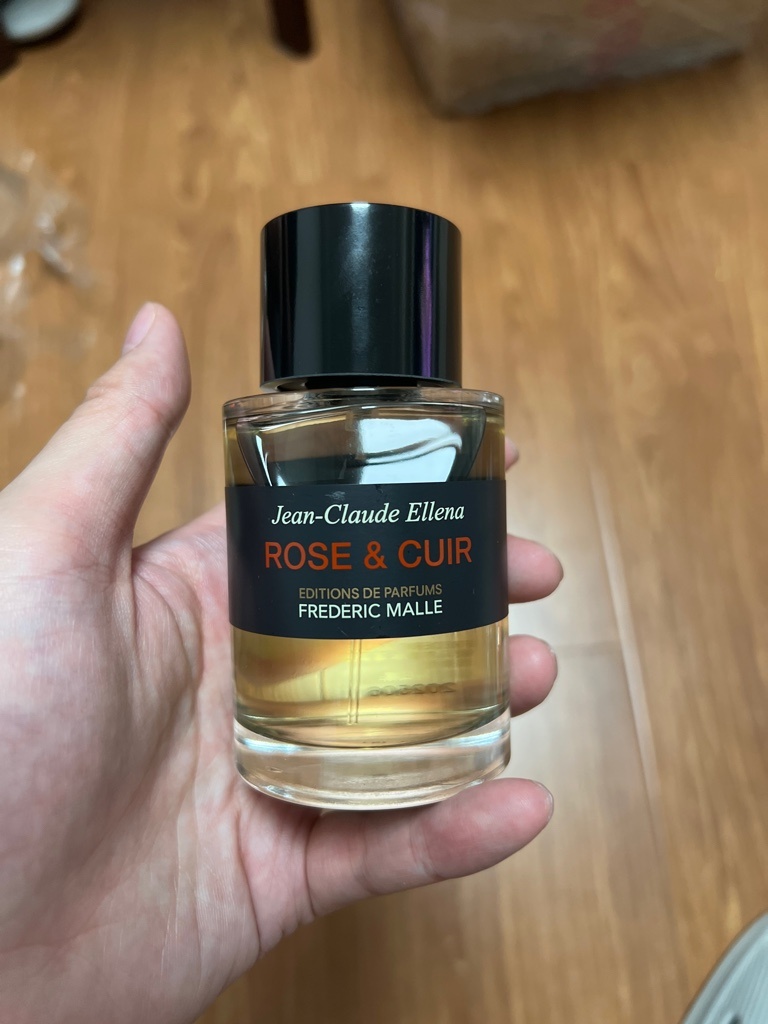 Jean-Claude Ellena
ROSE & CUIR
EDITIONS DE PARFUMS
FREDERIC MALLE